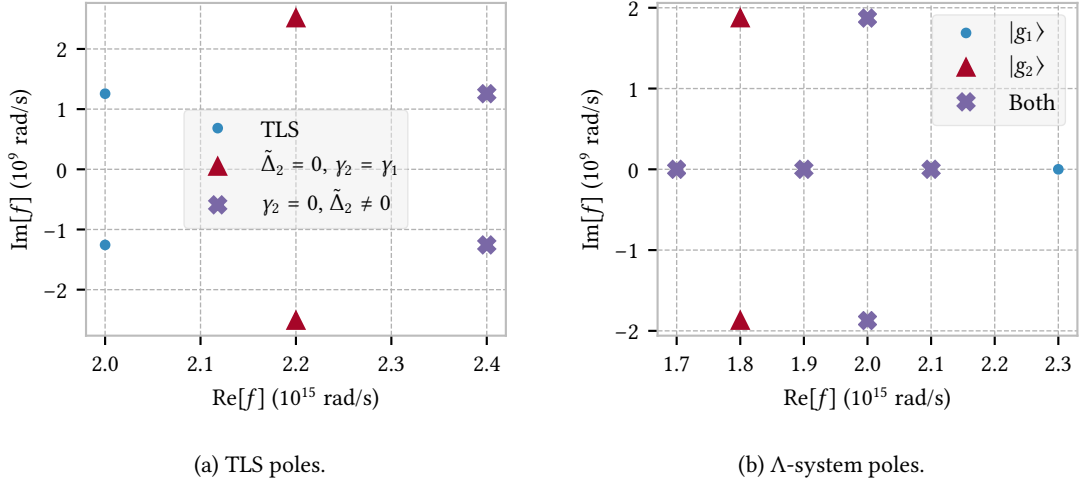 2
1
0
−1
−2
Im[f] (10⁹ rad/s)
TLS
Δ̃₂ = 0, γ₂ = γ₁
γ₂ = 0, Δ̃₂ ≠ 0
2.0 2.1 2.2 2.3 2.4
Re[f] (10¹⁵ rad/s)
(a) TLS poles.
2
1
0
−1
−2
Im[f] (10⁹ rad/s)
|g₁⟩
|g₂⟩
Both
1.7 1.8 1.9 2.0 2.1 2.2 2.3
Re[f] (10¹⁵ rad/s)
(b) Λ-system poles.